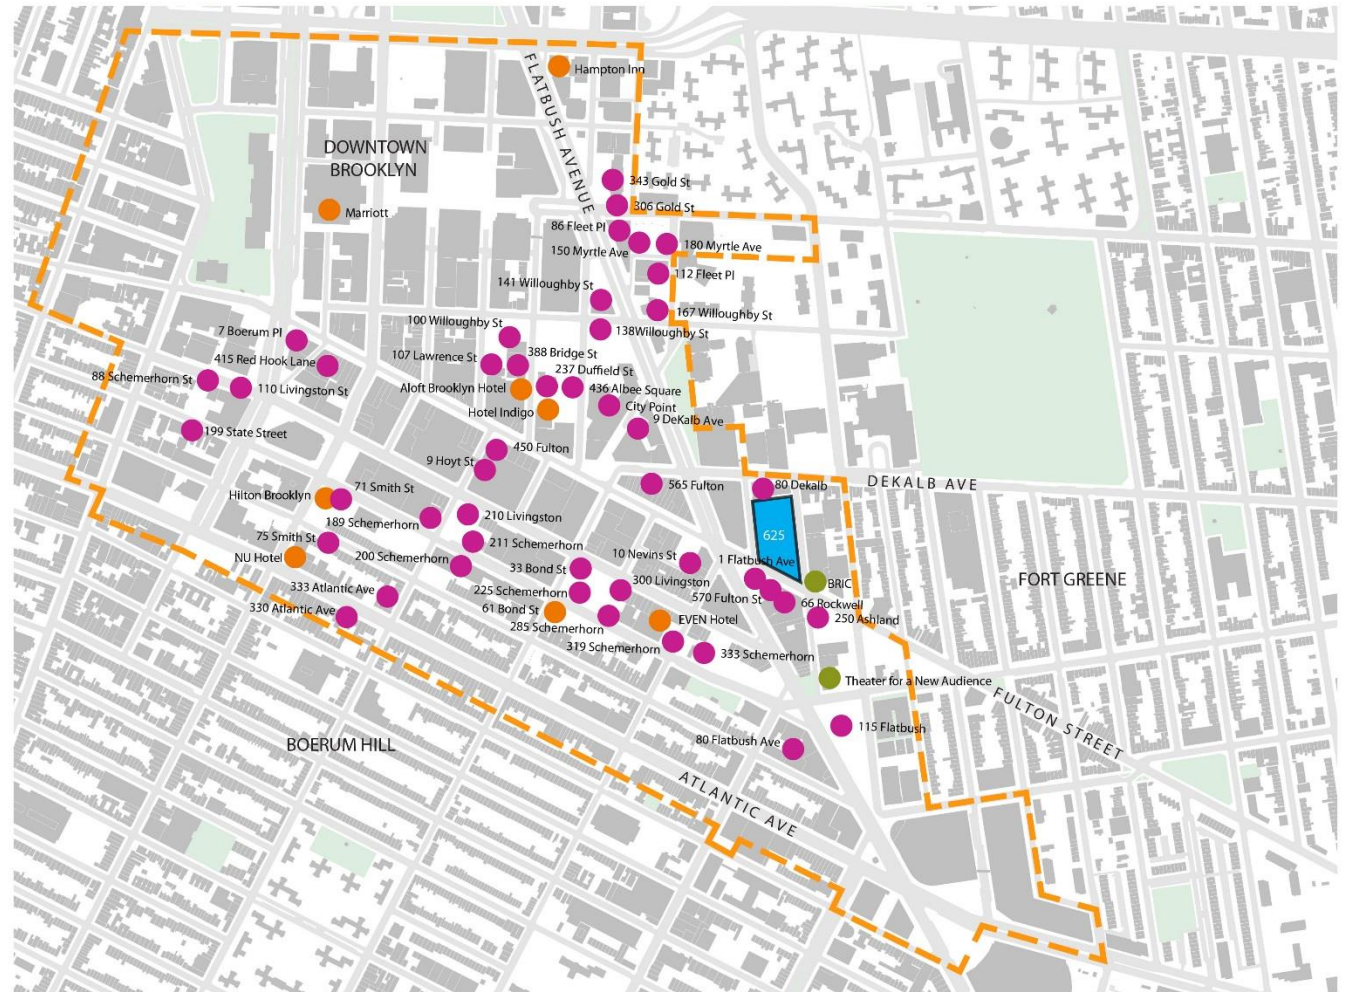 Hampton Inn
FLATBUSH AVENUE
DOWNTOWN
BROOKLYN
343 Gold St
Marriott
306 Gold St
86 Fleet Pl
150 Myrtle Ave
180 Myrtle Ave
112 Fleet Pl
141 Willoughby St
167 Willoughby St
100 Willoughby St
138Willoughby St
7 Boerum Pl
107 Lawrence St
388 Bridge St
415 Red Hook Lane
237 Duffield St
88 Schemerhorn St
110 Livingston St
Aloft Brooklyn Hotel
436 Albee Square
City Point
Hotel Indigo
9 DeKalb Ave
199 State Street
450 Fulton
9 Hoyt St
565 Fulton
80 Dekalb
DEKALB AVE
71 Smith St
Hilton Brooklyn
189 Schemerhorn
210 Livingston
625
75 Smith St
211 Schemerhorn
NU Hotel
200 Schemerhorn
10 Nevins St
1 Flatbush Ave
33 Bond St
300 Livingston
BRIC
FORT GREENE
333 Atlantic Ave
225 Schemerhorn
570 Fulton St
66 Rockwell
330 Atlantic Ave
61 Bond St
EVEN Hotel
250 Ashland
285 Schemerhorn
319 Schemerhorn
333 Schemerhorn
Theater for a New Audience
FULTON STREET
115 Flatbush
80 Flatbush Ave
BOERUM HILL
ATLANTIC AVE